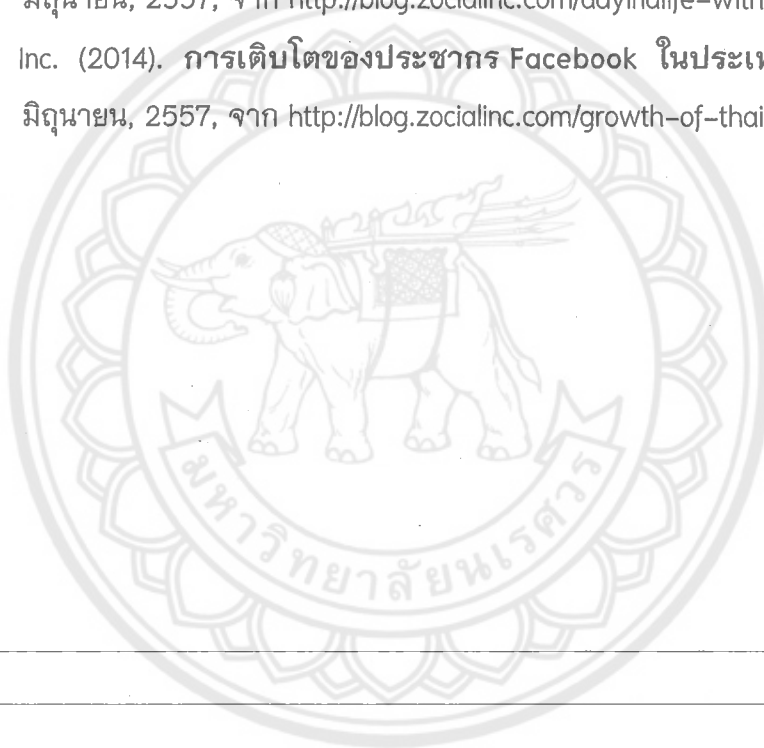 มิถุนายน, 2557, จาก http://blog.zocialinc.com/dayinalife-with
Inc. (2014). การเติบโตของประชากร Facebook ในประเท
มิถุนายน, 2557, จาก http://blog.zocialinc.com/growth-of-thai
มหาวิทยาลัยนเรศวร